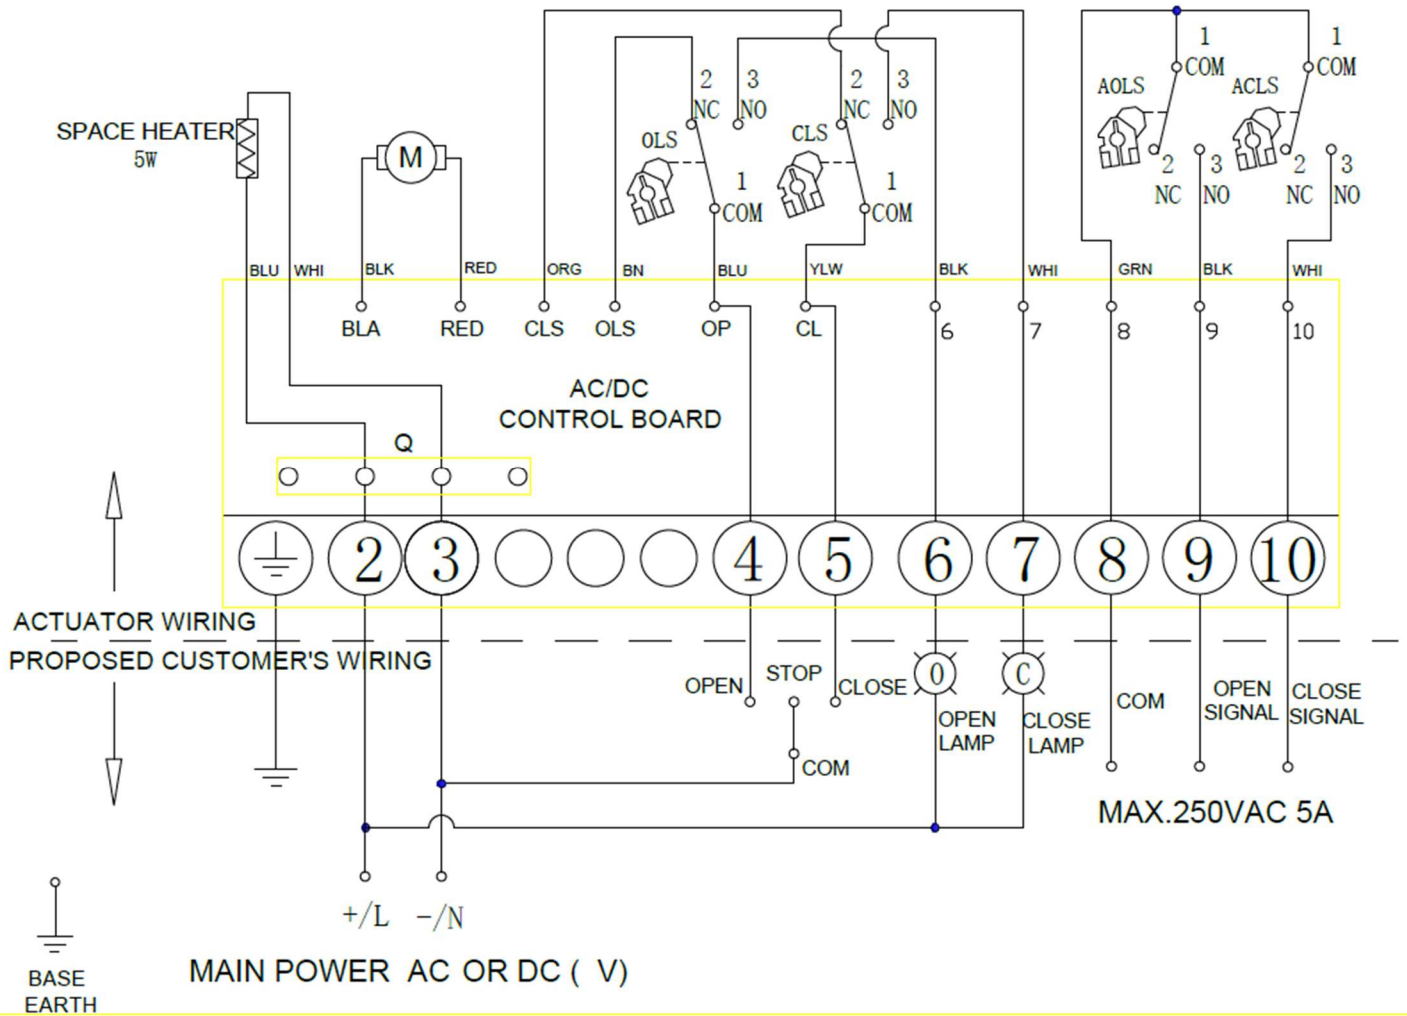 1 1
COM COM
2 3 2 3
NC NO NC NO
AOLS ACLS
SPACE HEATER
5W
M
OLS CLS
1 1
COM COM
2 3 2 3
NC NO NC NO
BLU WHI BLK RED ORG BN BLU YLW BLK WHI GRN BLK WHI
BLA RED CLS OLS OP CL 6 7 8 9 10
AC/DC
CONTROL BOARD
Q
2 3 4 5 6 7 8 9 10
ACTUATOR WIRING
PROPOSED CUSTOMER'S WIRING
OPEN STOP CLOSE O C
OPEN
LAMP
CLOSE
LAMP
COM
OPEN
SIGNAL
CLOSE
SIGNAL
COM
MAX.250VAC 5A
+/L -/N
MAIN POWER AC OR DC ( V)
BASE
EARTH